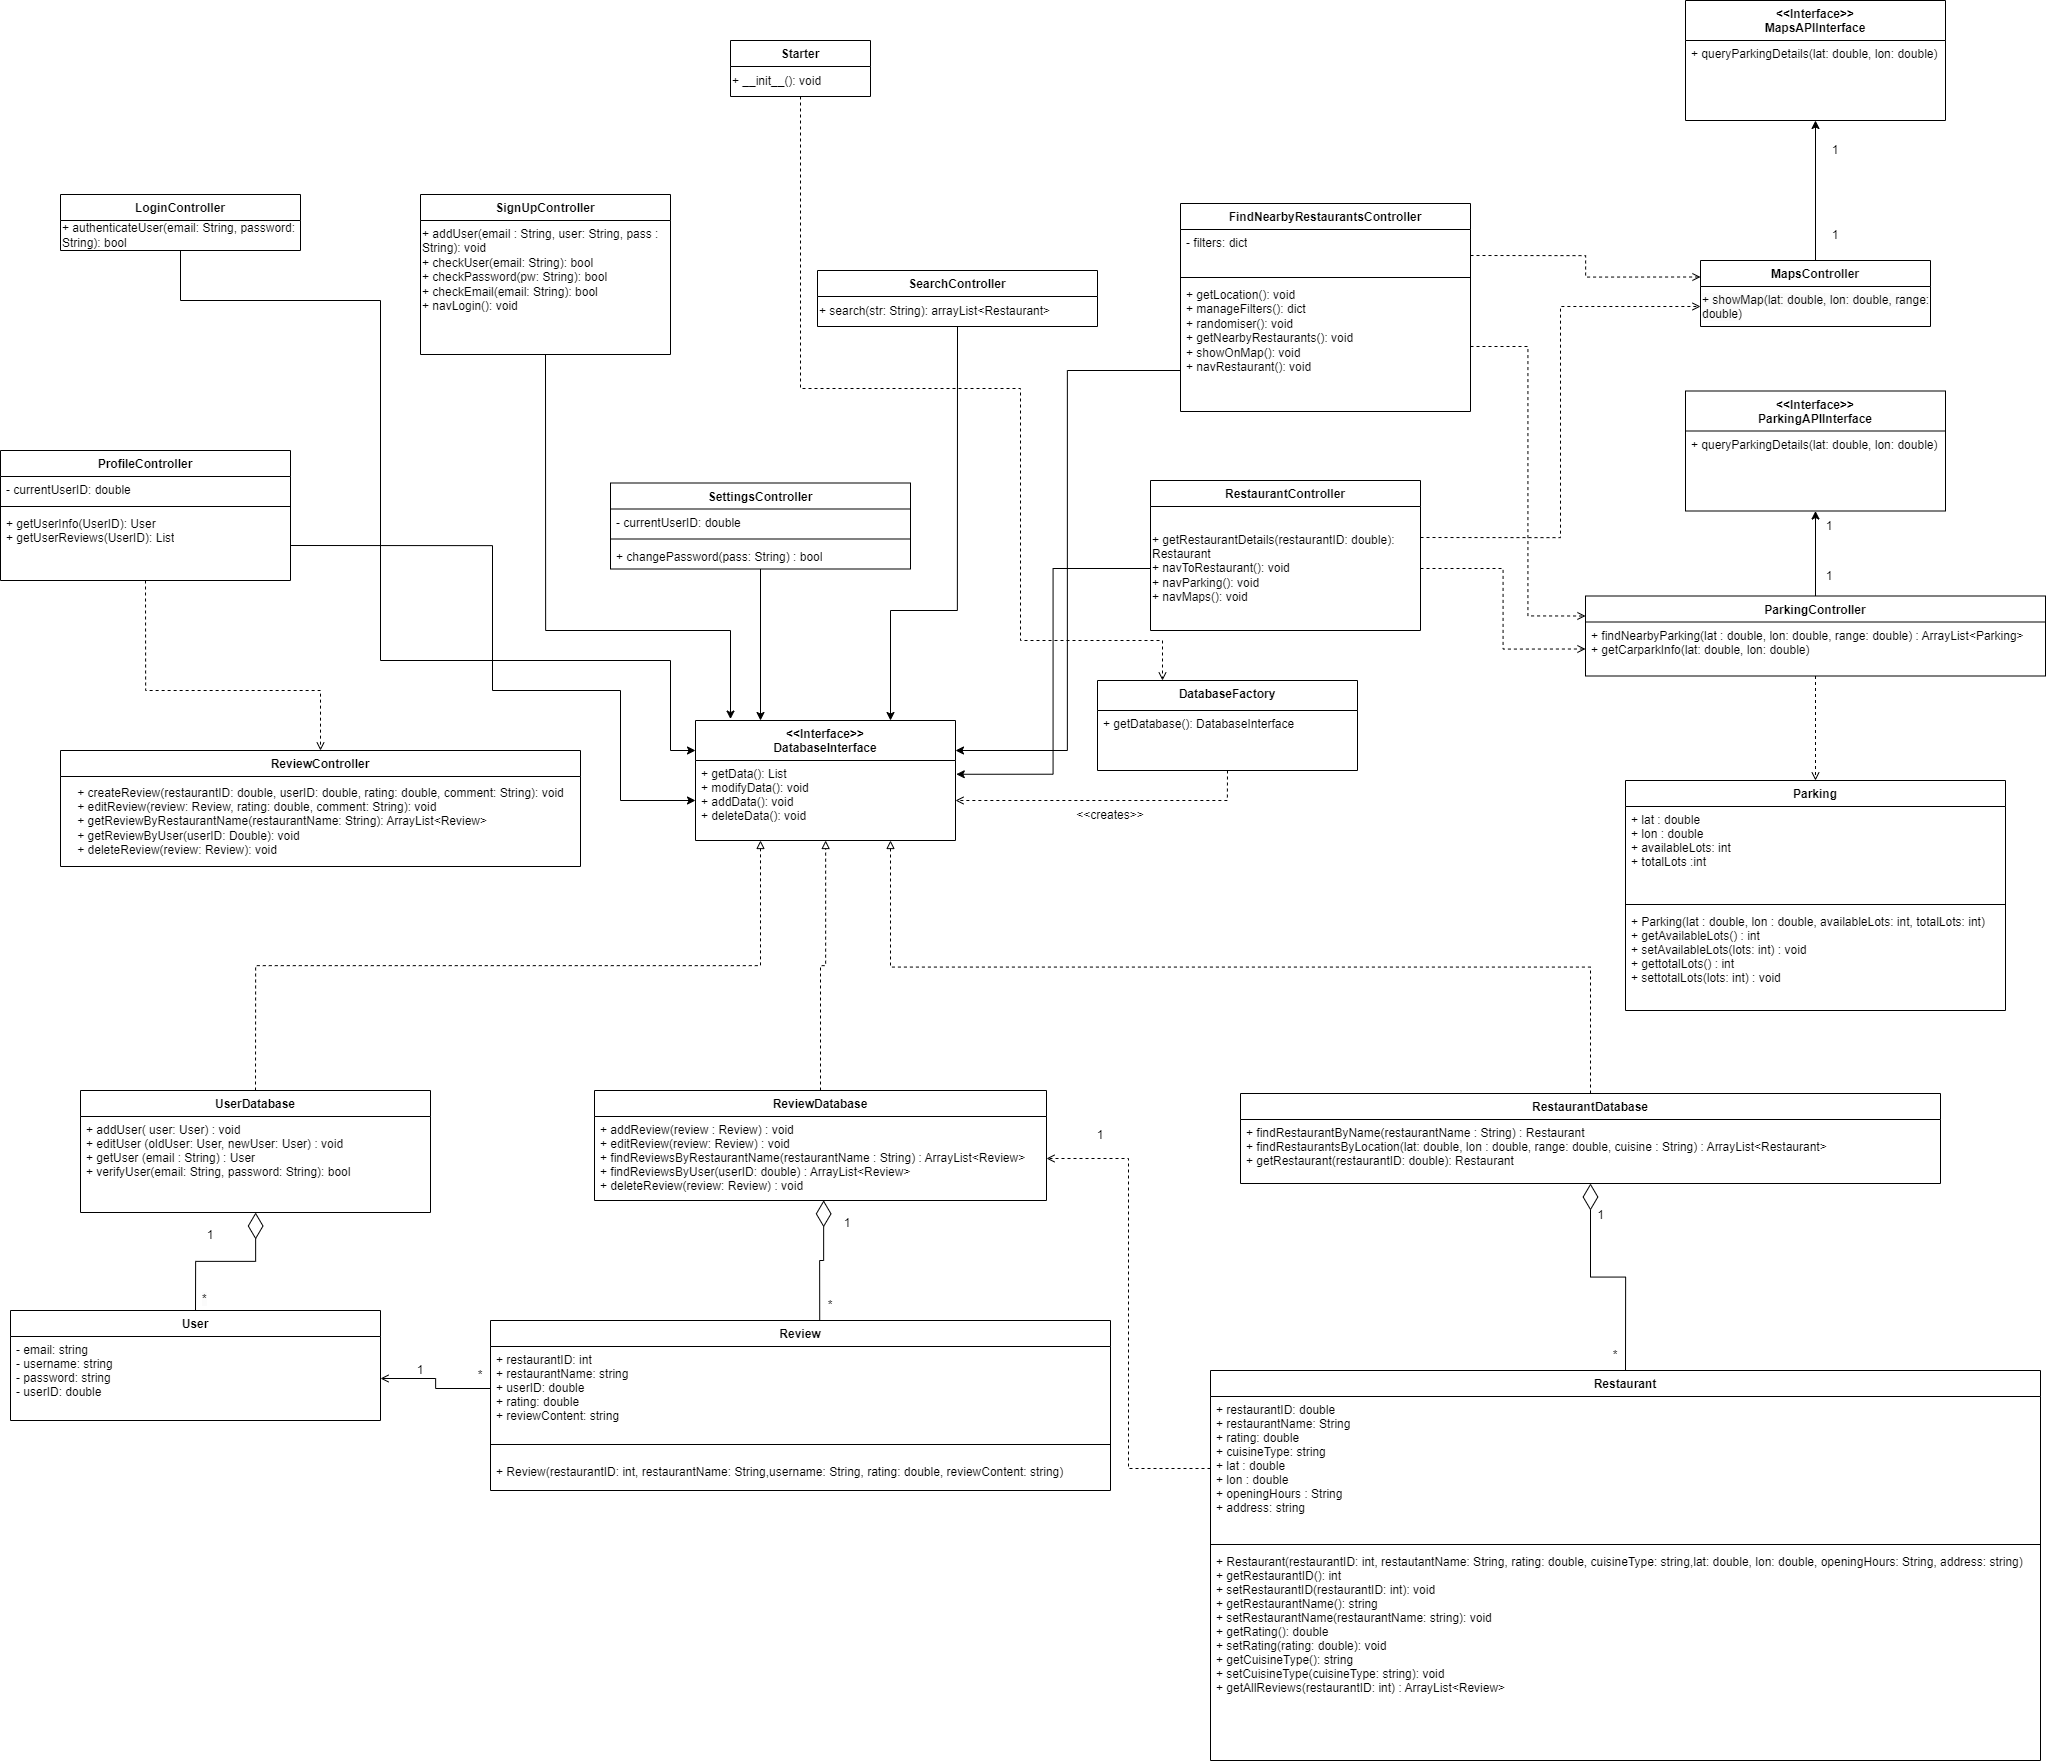 <<Interface>>
MapsAPIInterface
+ queryParkingDetails(lat: double, lon: double)
1
1
Starter
+ __init__(): void
LoginController
+ authenticateUser(email: String, password:
String): bool
SignUpController
+ addUser(email : String, user: String, pass :
String): void
+ checkUser(email: String): bool
+ checkPassword(pw: String): bool
+ checkEmail(email: String): bool
+ navLogin(): void
SearchController
+ search(str: String): arrayList<Restaurant>
FindNearbyRestaurantsController
- filters: dict
+ getLocation(): void
+ manageFilters(): dict
+ randomiser(): void
+ getNearbyRestaurants(): void
+ showOnMap(): void
+ navRestaurant(): void
MapsController
+ showMap(lat: double, lon: double, range:
double)
<<Interface>>
ParkingAPIInterface
+ queryParkingDetails(lat: double, lon: double)
1
1
ProfileController
- currentUserID: double
+ getUserInfo(UserID): User
+ getUserReviews(UserID): List
SettingsController
- currentUserID: double
+ changePassword(pass: String) : bool
RestaurantController
+ getRestaurantDetails(restaurantID: double):
Restaurant
+ navToRestaurant(): void
+ navParking(): void
+ navMaps(): void
ParkingController
+ findNearbyParking(lat : double, lon: double, range: double) : ArrayList<Parking>
+ getCarparkInfo(lat: double, lon: double)
DatabaseFactory
+ getDatabase(): DatabaseInterface
<<creates>>
<<Interface>>
DatabaseInterface
+ getData(): List
+ modifyData(): void
+ addData(): void
+ deleteData(): void
ReviewController
+ createReview(restaurantID: double, userID: double, rating: double, comment: String): void
+ editReview(review: Review, rating: double, comment: String): void
+ getReviewByRestaurantName(restaurantName: String): ArrayList<Review>
+ getReviewByUser(userID: Double): void
+ deleteReview(review: Review): void
Parking
+ lat : double
+ lon : double
+ availableLots: int
+ totalLots :int
+ Parking(lat : double, lon : double, availableLots: int, totalLots: int)
+ getAvailableLots() : int
+ setAvailableLots(lots: int) : void
+ gettotalLots() : int
+ settotalLots(lots: int) : void
UserDatabase
+ addUser( user: User) : void
+ editUser (oldUser: User, newUser: User) : void
+ getUser (email : String) : User
+ verifyUser(email: String, password: String): bool
1
*
ReviewDatabase
+ addReview(review : Review) : void
+ editReview(review: Review) : void
+ findReviewsByRestaurantName(restaurantName : String) : ArrayList<Review>
+ findReviewsByUser(userID: double) : ArrayList<Review>
+ deleteReview(review: Review) : void
1
1
*
RestaurantDatabase
+ findRestaurantByName(restaurantName : String) : Restaurant
+ findRestaurantsByLocation(lat: double, lon : double, range: double, cuisine : String) : ArrayList<Restaurant>
+ getRestaurant(restaurantID: double): Restaurant
1
*
User
- email: string
- username: string
- password: string
- userID: double
1
*
Review
+ restaurantID: int
+ restaurantName: string
+ userID: double
+ rating: double
+ reviewContent: string
+ Review(restaurantID: int, restaurantName: String,username: String, rating: double, reviewContent: string)
Restaurant
+ restaurantID: double
+ restaurantName: String
+ rating: double
+ cuisineType: string
+ lat : double
+ lon : double
+ openingHours : String
+ address: string
+ Restaurant(restaurantID: int, restautantName: String, rating: double, cuisineType: string,lat: double, lon: double, openingHours: String, address: string)
+ getRestaurantID(): int
+ setRestaurantID(restaurantID: int): void
+ getRestaurantName(): string
+ setRestaurantName(restaurantName: string): void
+ getRating(): double
+ setRating(rating: double): void
+ getCuisineType(): string
+ setCuisineType(cuisineType: string): void
+ getAllReviews(restaurantID: int) : ArrayList<Review>